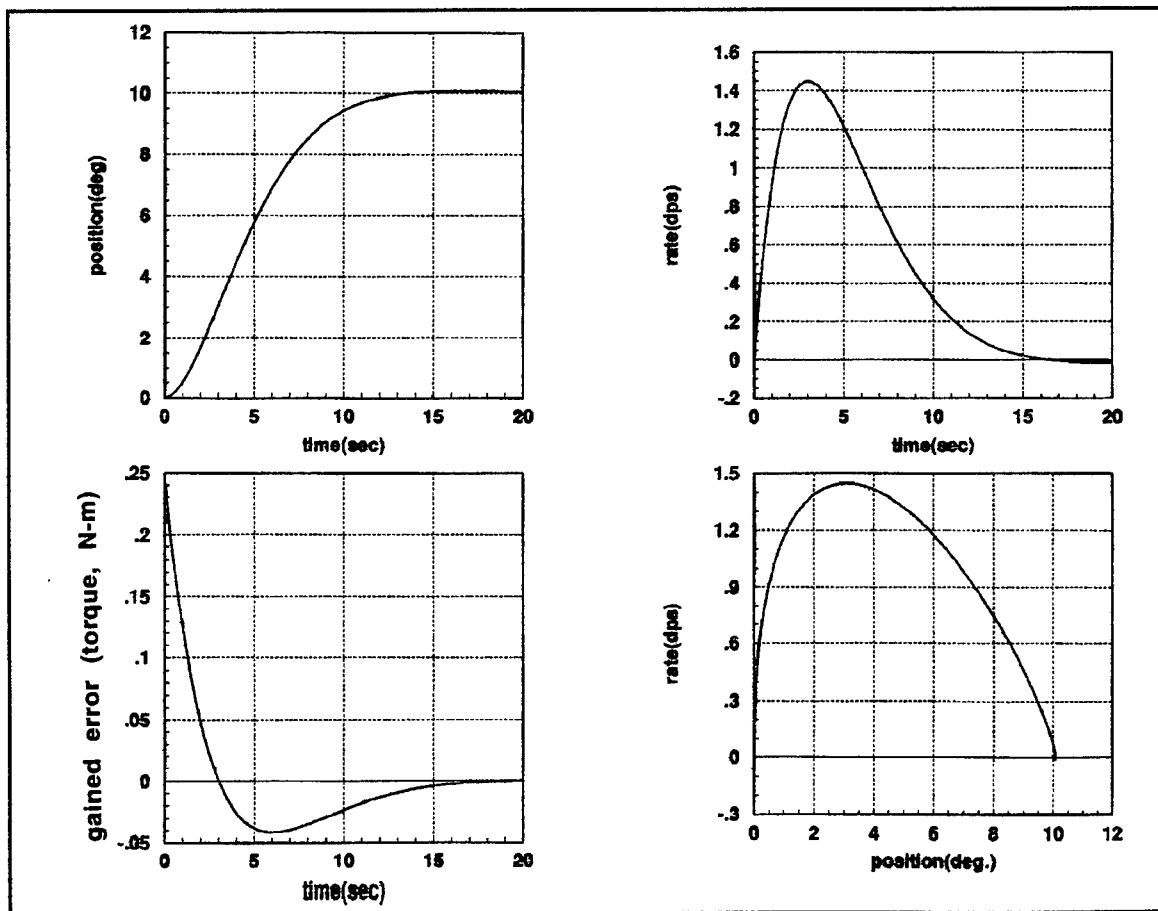 12
10
8
6
4
2
0
position(deg)
0 5 10 15 20
time(sec)
1.6
1.4
1.2
1
.8
.6
.4
.2
0
-.2
rate(dps)
0 5 10 15 20
time(sec)
.25
.2
.15
.1
.05
0
-.05
gained error (torque, N-m)
0 5 10 15 20
time(sec)
1.5
1.2
.9
.6
.3
0
-.3
rate(dps)
0 2 4 6 8 10 12
position(deg.)